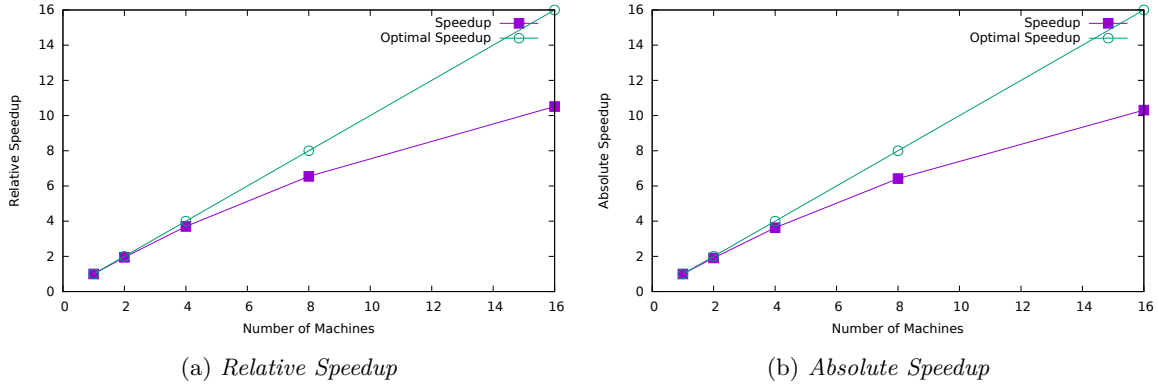 16
14
12
10
8
6
4
2
0
Relative Speedup
Speedup
Optimal Speedup
0 2 4 6 8 10 12 14 16
Number of Machines
(a) Relative Speedup
16
14
12
10
8
6
4
2
0
Absolute Speedup
Speedup
Optimal Speedup
0 2 4 6 8 10 12 14 16
Number of Machines
(b) Absolute Speedup